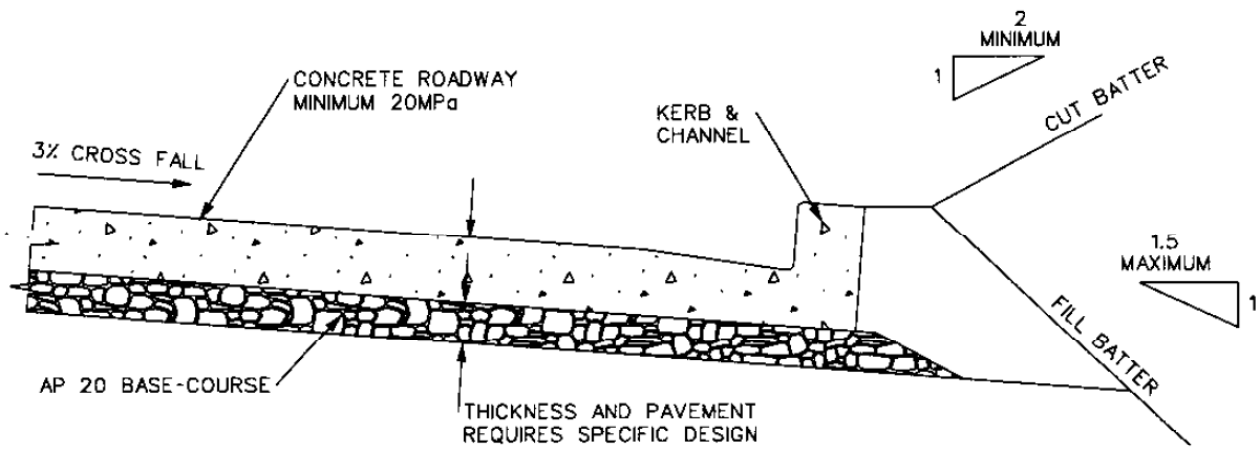 2
MINIMUM
1
CONCRETE ROADWAY
MINIMUM 20MPa
KERB &
CHANNEL
CUT BATTER
3% CROSS FALL
1.5
MAXIMUM
1
FILL BATTER
AP 20 BASE-COURSE
THICKNESS AND PAVEMENT
REQUIRES SPECIFIC DESIGN